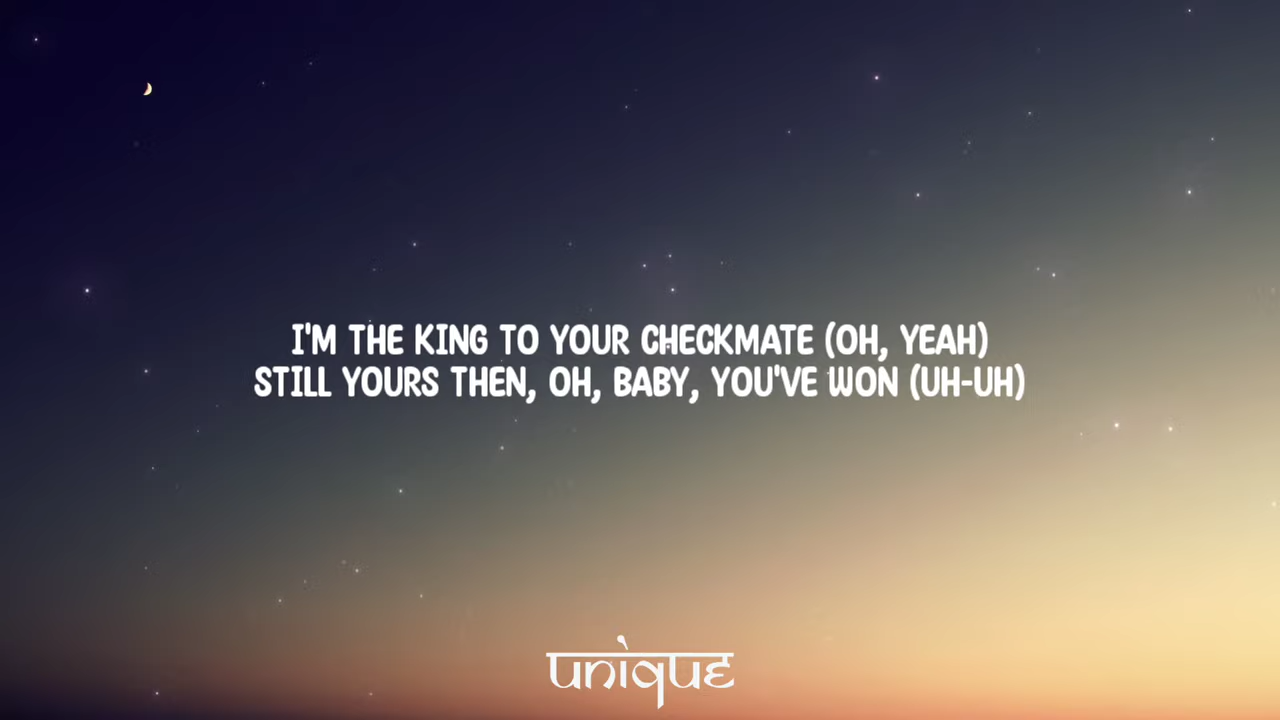 I'M THE KING TO YOUR CHECKMATE (OH, YEAH)
STILL YOURS THEN, OH, BABY, YOU'VE WON (UH-UH)
unique